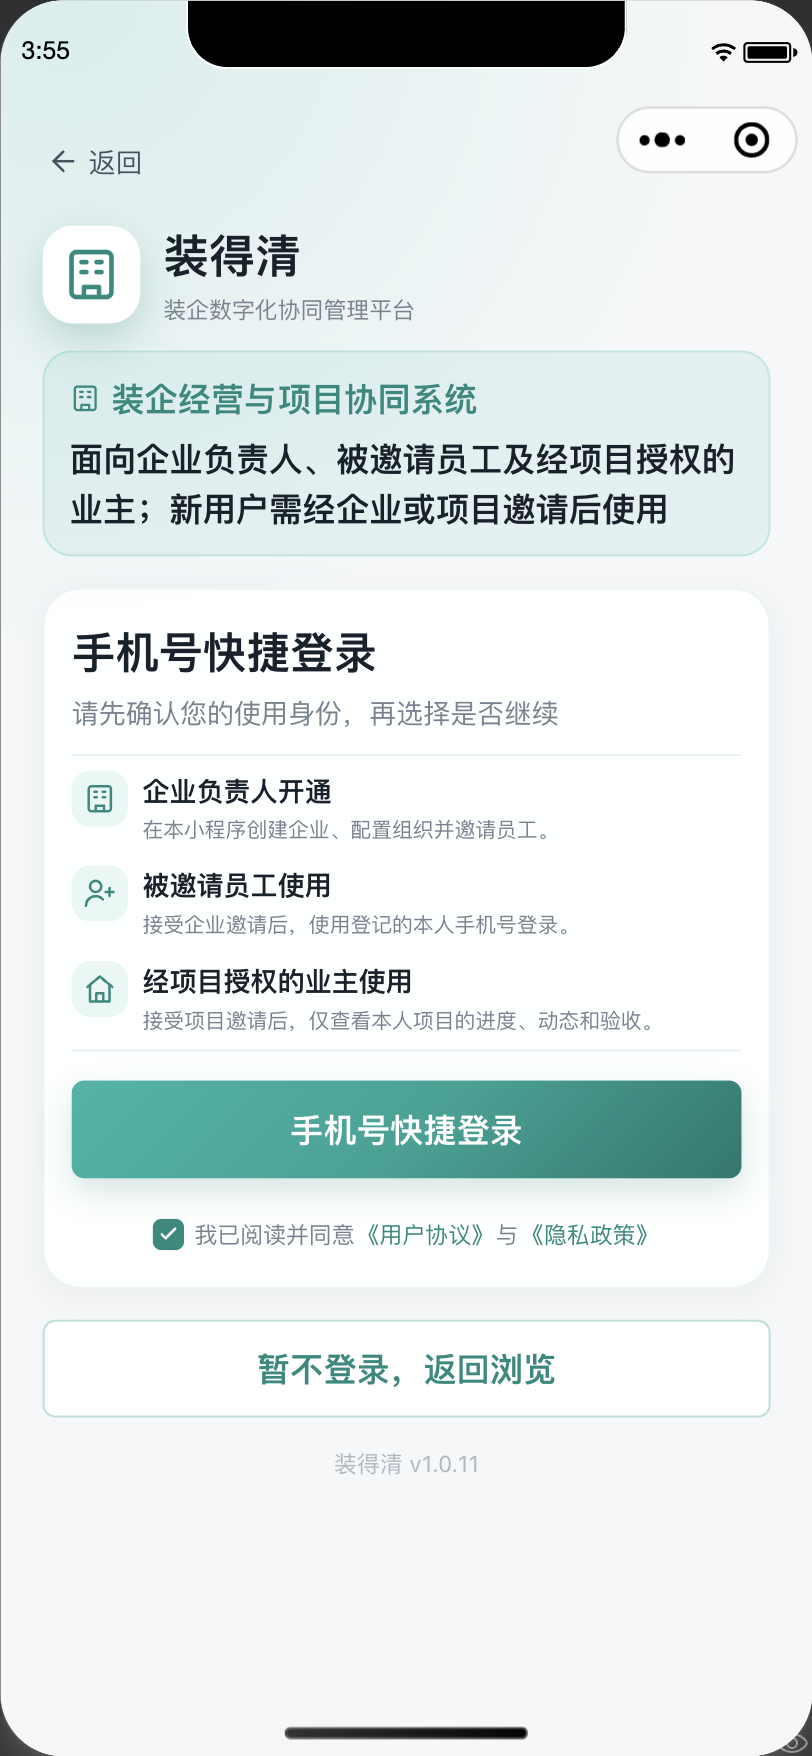 3:55
返回
装得清
装企数字化协同管理平台
装企经营与项目协同系统
面向企业负责人、被邀请员工及经项目授权的
业主；新用户需经企业或项目邀请后使用
手机号快捷登录
请先确认您的使用身份，再选择是否继续
企业负责人开通
在本小程序创建企业、配置组织并邀请员工。
被邀请员工使用
接受企业邀请后，使用登记的本人手机号登录。
经项目授权的业主使用
接受项目邀请后，仅查看本人项目的进度、动态和验收。
手机号快捷登录
我已阅读并同意《用户协议》与《隐私政策》
暂不登录，返回浏览
装得清 v1.0.11